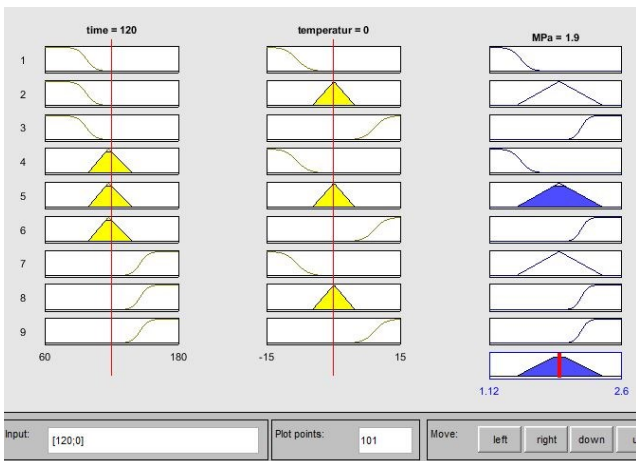 time = 120
temperatur = 0
MPa = 1.9
1
2
3
4
5
6
7
8
9
60
180
-15
15
1.12
2.6
Input:
[120;0]
Plot points:
101
Move:
left
right
down